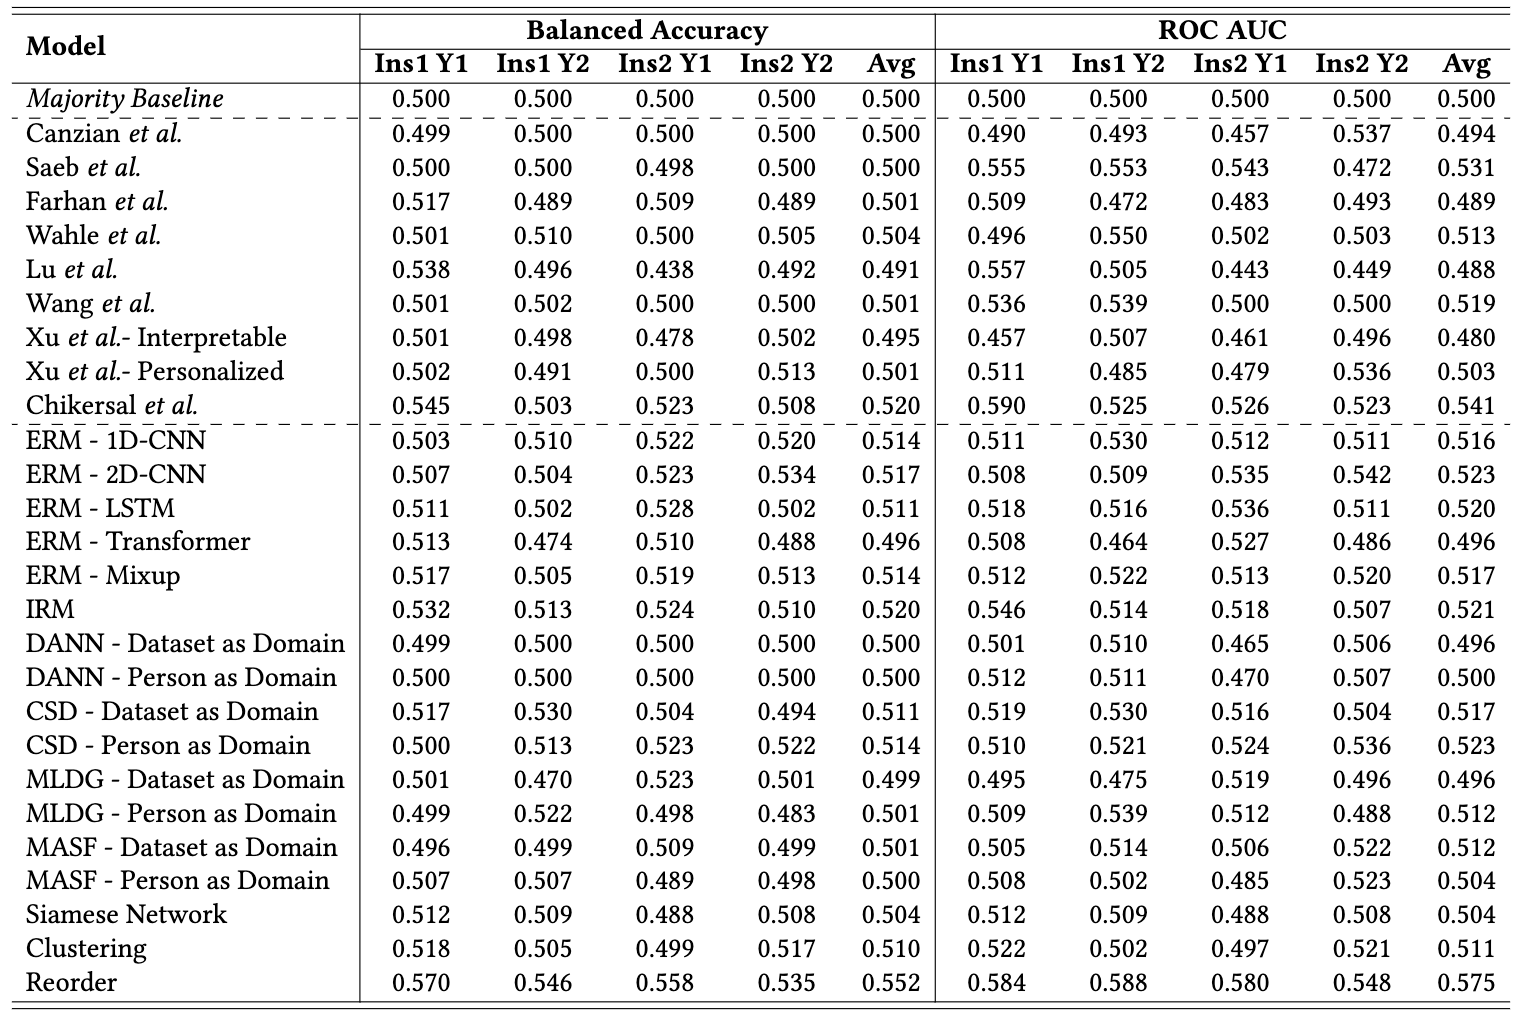 Model Balanced Accuracy ROC AUC
Ins1 Y1 Ins1 Y2 Ins2 Y1 Ins2 Y2 Avg Ins1 Y1 Ins1 Y2 Ins2 Y1 Ins2 Y2 Avg
Majority Baseline 0.500 0.500 0.500 0.500 0.500 0.500 0.500 0.500 0.500 0.500
Canzian et al. 0.499 0.500 0.500 0.500 0.500 0.490 0.493 0.457 0.537 0.494
Saeb et al. 0.500 0.500 0.498 0.500 0.500 0.555 0.553 0.543 0.472 0.531
Farhan et al. 0.517 0.489 0.509 0.489 0.501 0.509 0.472 0.483 0.493 0.489
Wahle et al. 0.501 0.510 0.500 0.505 0.504 0.496 0.550 0.502 0.503 0.513
Lu et al. 0.538 0.496 0.438 0.492 0.491 0.557 0.505 0.443 0.449 0.488
Wang et al. 0.501 0.502 0.500 0.500 0.501 0.536 0.539 0.500 0.500 0.519
Xu et al.- Interpretable 0.501 0.498 0.478 0.502 0.495 0.457 0.507 0.461 0.496 0.480
Xu et al.- Personalized 0.502 0.491 0.500 0.513 0.501 0.511 0.485 0.479 0.536 0.503
Chikersal et al. 0.545 0.503 0.523 0.508 0.520 0.590 0.525 0.526 0.523 0.541
ERM - 1D-CNN 0.503 0.510 0.522 0.520 0.514 0.511 0.530 0.512 0.511 0.516
ERM - 2D-CNN 0.507 0.504 0.523 0.534 0.517 0.508 0.509 0.535 0.542 0.523
ERM - LSTM 0.511 0.502 0.528 0.502 0.511 0.518 0.516 0.536 0.511 0.520
ERM - Transformer 0.513 0.474 0.510 0.488 0.496 0.508 0.464 0.527 0.486 0.496
ERM - Mixup 0.517 0.505 0.519 0.513 0.514 0.512 0.522 0.513 0.520 0.517
IRM 0.532 0.513 0.524 0.510 0.520 0.546 0.514 0.518 0.507 0.521
DANN - Dataset as Domain 0.499 0.500 0.500 0.500 0.500 0.501 0.510 0.465 0.506 0.496
DANN - Person as Domain 0.500 0.500 0.500 0.500 0.500 0.512 0.511 0.470 0.507 0.500
CSD - Dataset as Domain 0.517 0.530 0.504 0.494 0.511 0.519 0.530 0.516 0.504 0.517
CSD - Person as Domain 0.500 0.513 0.523 0.522 0.514 0.510 0.521 0.524 0.536 0.523
MLDG - Dataset as Domain 0.501 0.470 0.523 0.501 0.499 0.495 0.475 0.519 0.496 0.496
MLDG - Person as Domain 0.499 0.522 0.498 0.483 0.501 0.509 0.539 0.512 0.488 0.512
MASF - Dataset as Domain 0.496 0.499 0.509 0.499 0.501 0.505 0.514 0.506 0.522 0.512
MASF - Person as Domain 0.507 0.507 0.489 0.498 0.500 0.508 0.502 0.485 0.523 0.504
Siamese Network 0.512 0.509 0.488 0.508 0.504 0.512 0.509 0.488 0.508 0.504
Clustering 0.518 0.505 0.499 0.517 0.510 0.522 0.502 0.497 0.521 0.511
Reorder 0.570 0.546 0.558 0.535 0.552 0.584 0.588 0.580 0.548 0.575